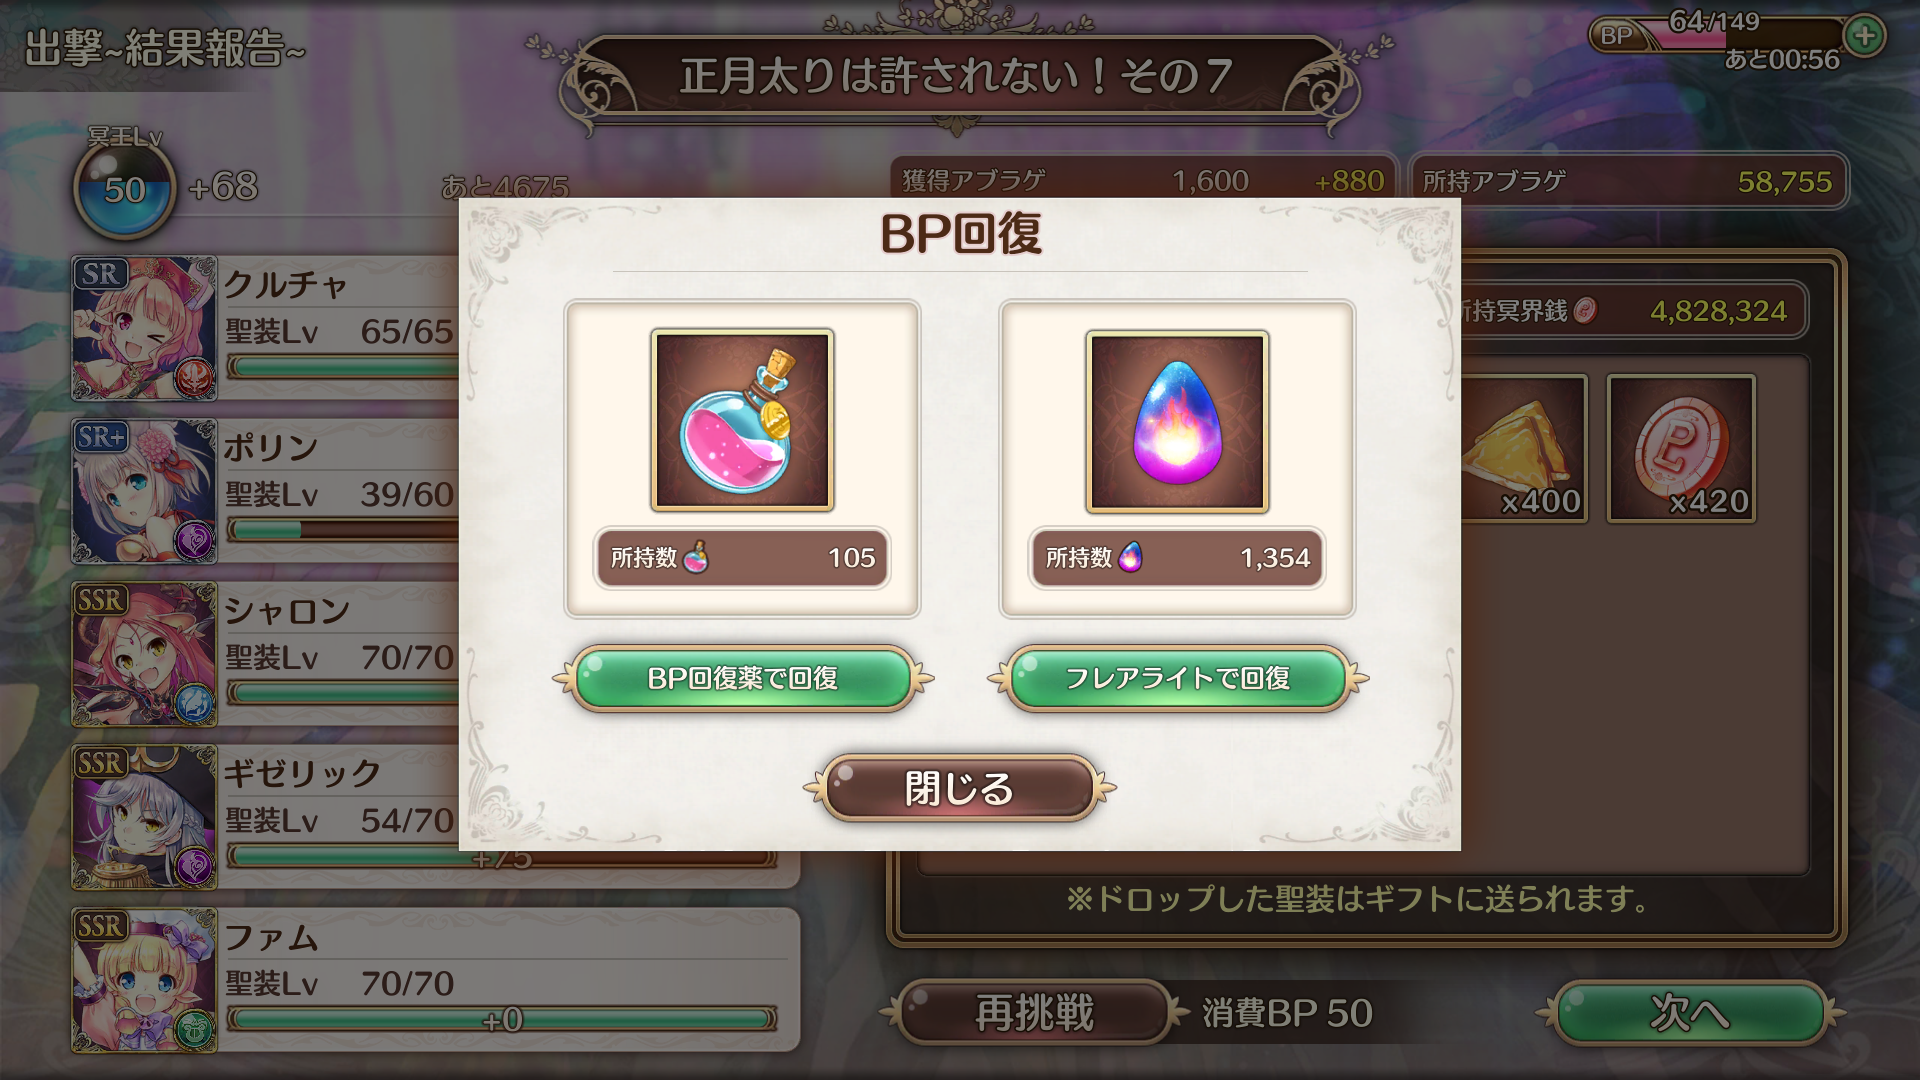 出撃~結果報告~
正月太りは許されない！その７
BP
64/149
あと00:56
冥王Lv
50
+68
あと4675
獲得アブラゲ 1,600 +880
所持アブラゲ 58,755
BP回復
所持数 105
所持数 1,354
BP回復薬で回復
フレアライトで回復
閉じる
SR
クルチャ
聖装Lv 65/65
SR+
ポリン
聖装Lv 39/60
SSR
シャロン
聖装Lv 70/70
SSR
ギゼリック
聖装Lv 54/70
+75
SSR
ファム
聖装Lv 70/70
+0
所持冥界銭 4,828,324
x400
x420
※ドロップした聖装はギフトに送られます。
再挑戦
消費BP 50
次へ